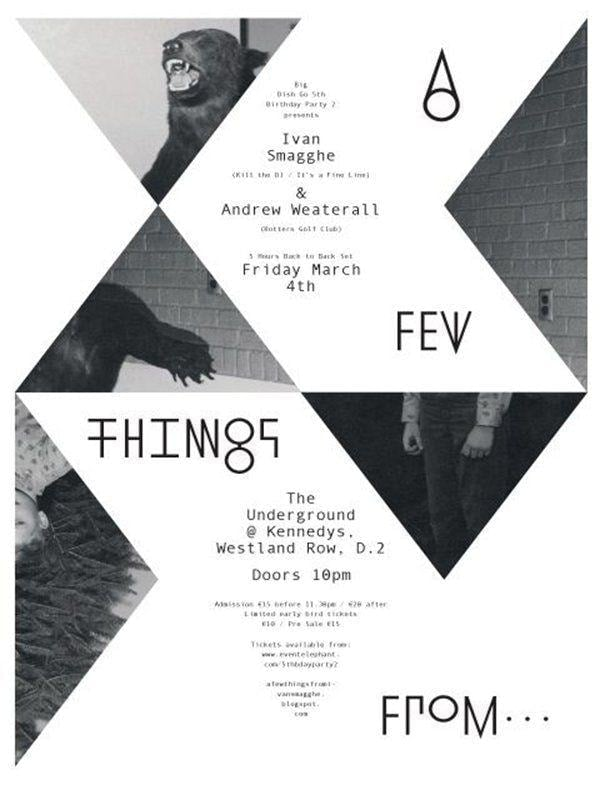 Big
Dish Go 5th
Birthday Party 2
presents
Ivan
Smagghe
(Kill the DJ / It's a Fine Line)
&
Andrew Weaterall
(Rotters Golf Club)
5 Hours Back to Back Set
Friday March
4th
A
FEW
THINGS
The
Underground
@ Kennedys,
Westland Row, D.2
Doors 10pm
Admission €15 before 11.30pm / €20 after
Limited early bird tickets
€10 / Pre Sale €15
Tickets available from:
www.eventelephant.
com/5thbdayparty2
afewthingsfromi-
vansmagghe.
blogspot.
com
FrOM...